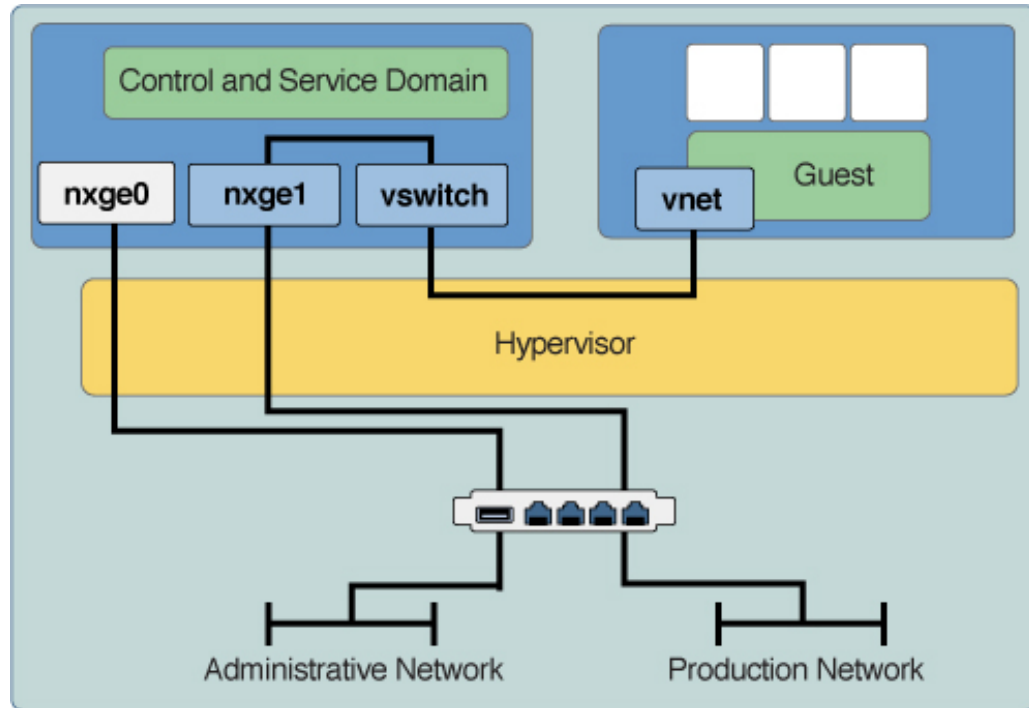 Control and Service Domain
Guest
nxge0
nxge1
vswitch
vnet
Hypervisor
Administrative Network
Production Network